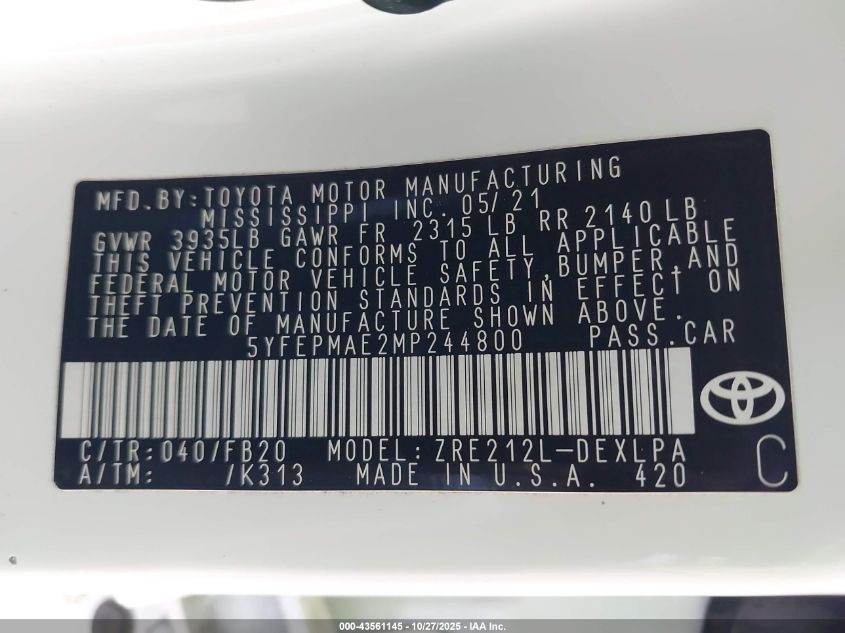 MFD. BY: TOYOTA MOTOR MANUFACTURING
MISSISSIPPI INC. 05/21
GVWR 3935LB GAWR FR 2315 LB RR 2140 LB
THIS VEHICLE CONFORMS TO ALL APPLICABLE
FEDERAL MOTOR VEHICLE SAFETY, BUMPER, AND
THEFT PREVENTION STANDARDS IN EFFECT ON
THE DATE OF MANUFACTURE SHOWN ABOVE.
5YFEPMAE2MP244800 PASS. CAR
C/TR: 040/FB20 MODEL: ZRE212L-DEXLPA
A/TM: /K313 MADE IN U.S.A. 420 C
000-43561145 - 10/27/2025 - IAA Inc.